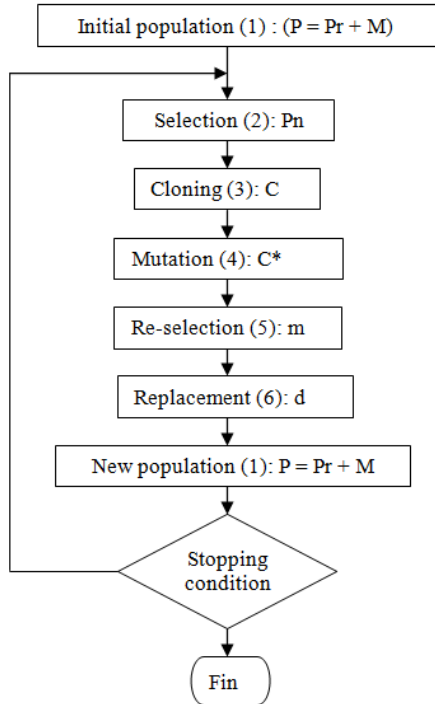 Initial population (1) : (P = Pr + M)
Selection (2): Pn
Cloning (3): C
Mutation (4): C*
Re-selection (5): m
Replacement (6): d
New population (1): P = Pr + M
Stopping
condition
Fin